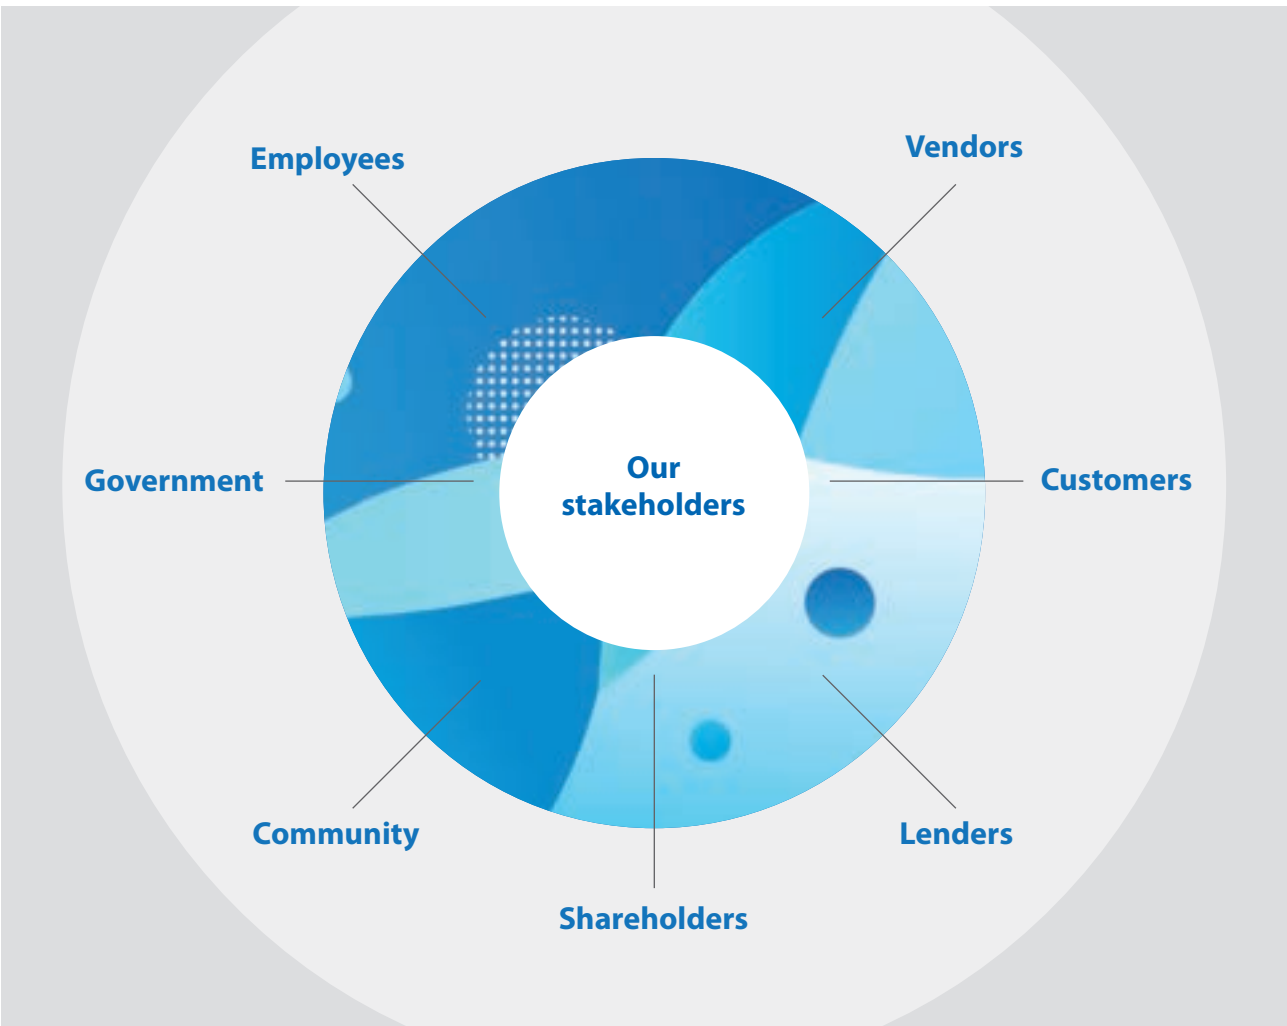 Vendors
Employees
Our
stakeholders
Government
Customers
Community
Lenders
Shareholders